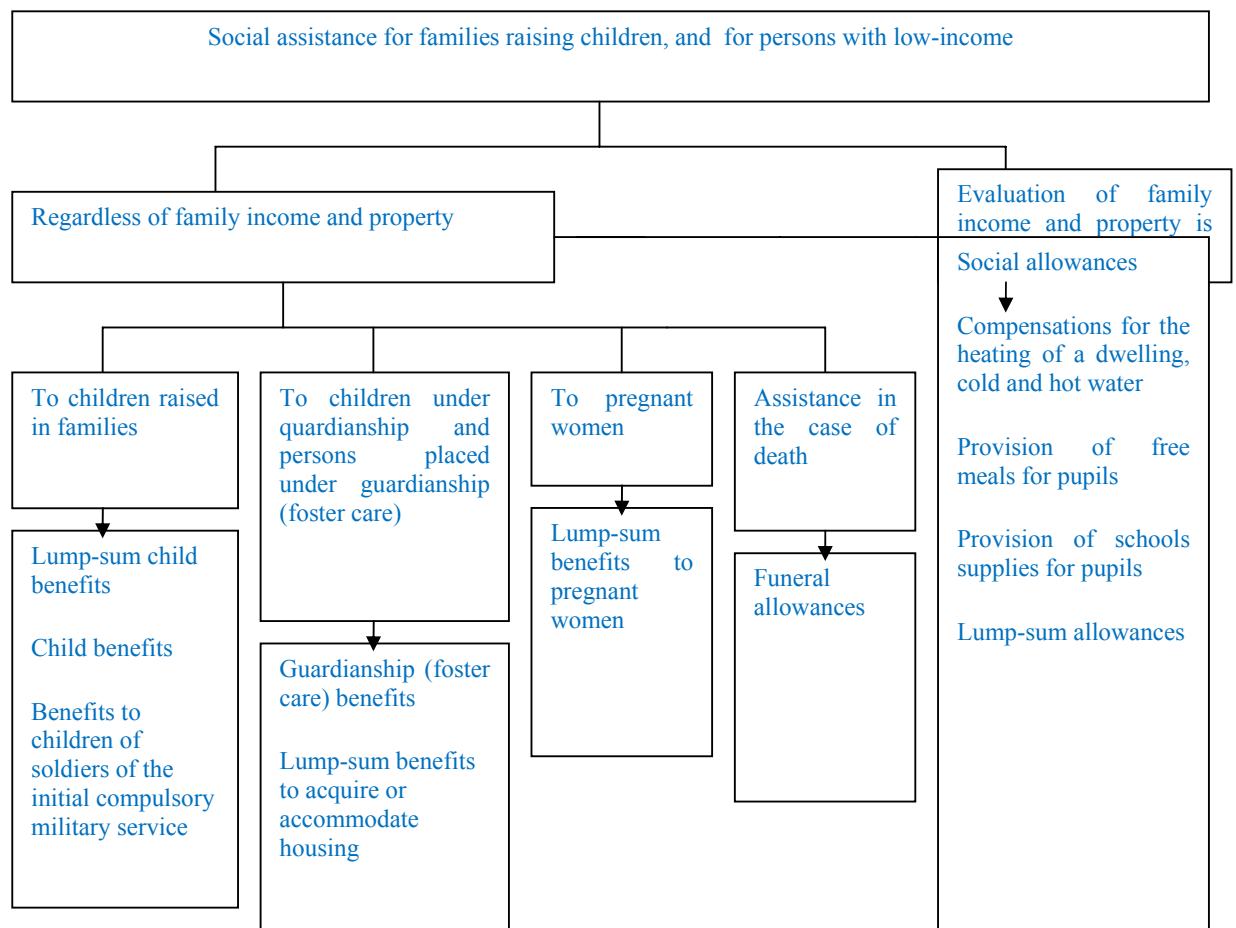 Social assistance for families raising children, and for persons with low-income
Regardless of family income and property
Evaluation of family
income and property is
Social allowances
Compensations for the
heating of a dwelling,
cold and hot water
Provision of free
meals for pupils
Provision of schools
supplies for pupils
Lump-sum allowances
To children raised
in families
To children under
quardianship and
persons placed
under guardianship
(foster care)
To pregnant
women
Assistance in
the case of
death
Lump-sum child
benefits
Child benefits
Benefits to
children of
soldiers of the
initial compulsory
military service
Guardianship (foster
care) benefits
Lump-sum benefits
to acquire or
accommodate
housing
Lump-sum
benefits to
pregnant
women
Funeral
allowances